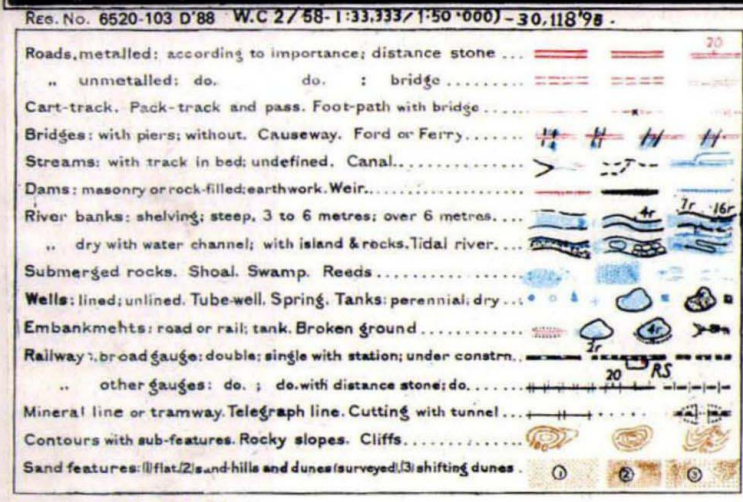 REG. NO. 6520-103 D'88 W.C 2/58-1:33,333/1:50 '000)-30,118'98.
Roads, metalled: according to importance; distance stone ... 20
„ unmetalled: do. do. : bridge .........
Cart-track. Pack-track and pass. Foot-path with bridge ...
Bridges: with piers; without. Causeway. Ford or Ferry.......
Streams: with track in bed; undefined. Canal..............
Dams: masonry or rock-filled; earthwork. Weir..............
River banks: shelving; steep, 3 to 6 metres; over 6 metres.... 4r 7r 16r
„ dry with water channel; with island & rocks. Tidal river....
Submerged rocks. Shoal. Swamp. Reeds................
Wells: lined; unlined. Tube-well. Spring. Tanks: perennial; dry ...
Embankments: road or rail; tank. Broken ground .......... 3r 4r
Railway, broad gauge: double; single with station; under constrn... RS
„ other gauges: do. ; do. with distance stone; do....... 20
Mineral line or tramway. Telegraph line. Cutting with tunnel ...
Contours with sub-features. Rocky slopes. Cliffs............
Sand features: (1) flat (2) sand-hills and dunes (surveyed) (3) shifting dunes . 1 2 3